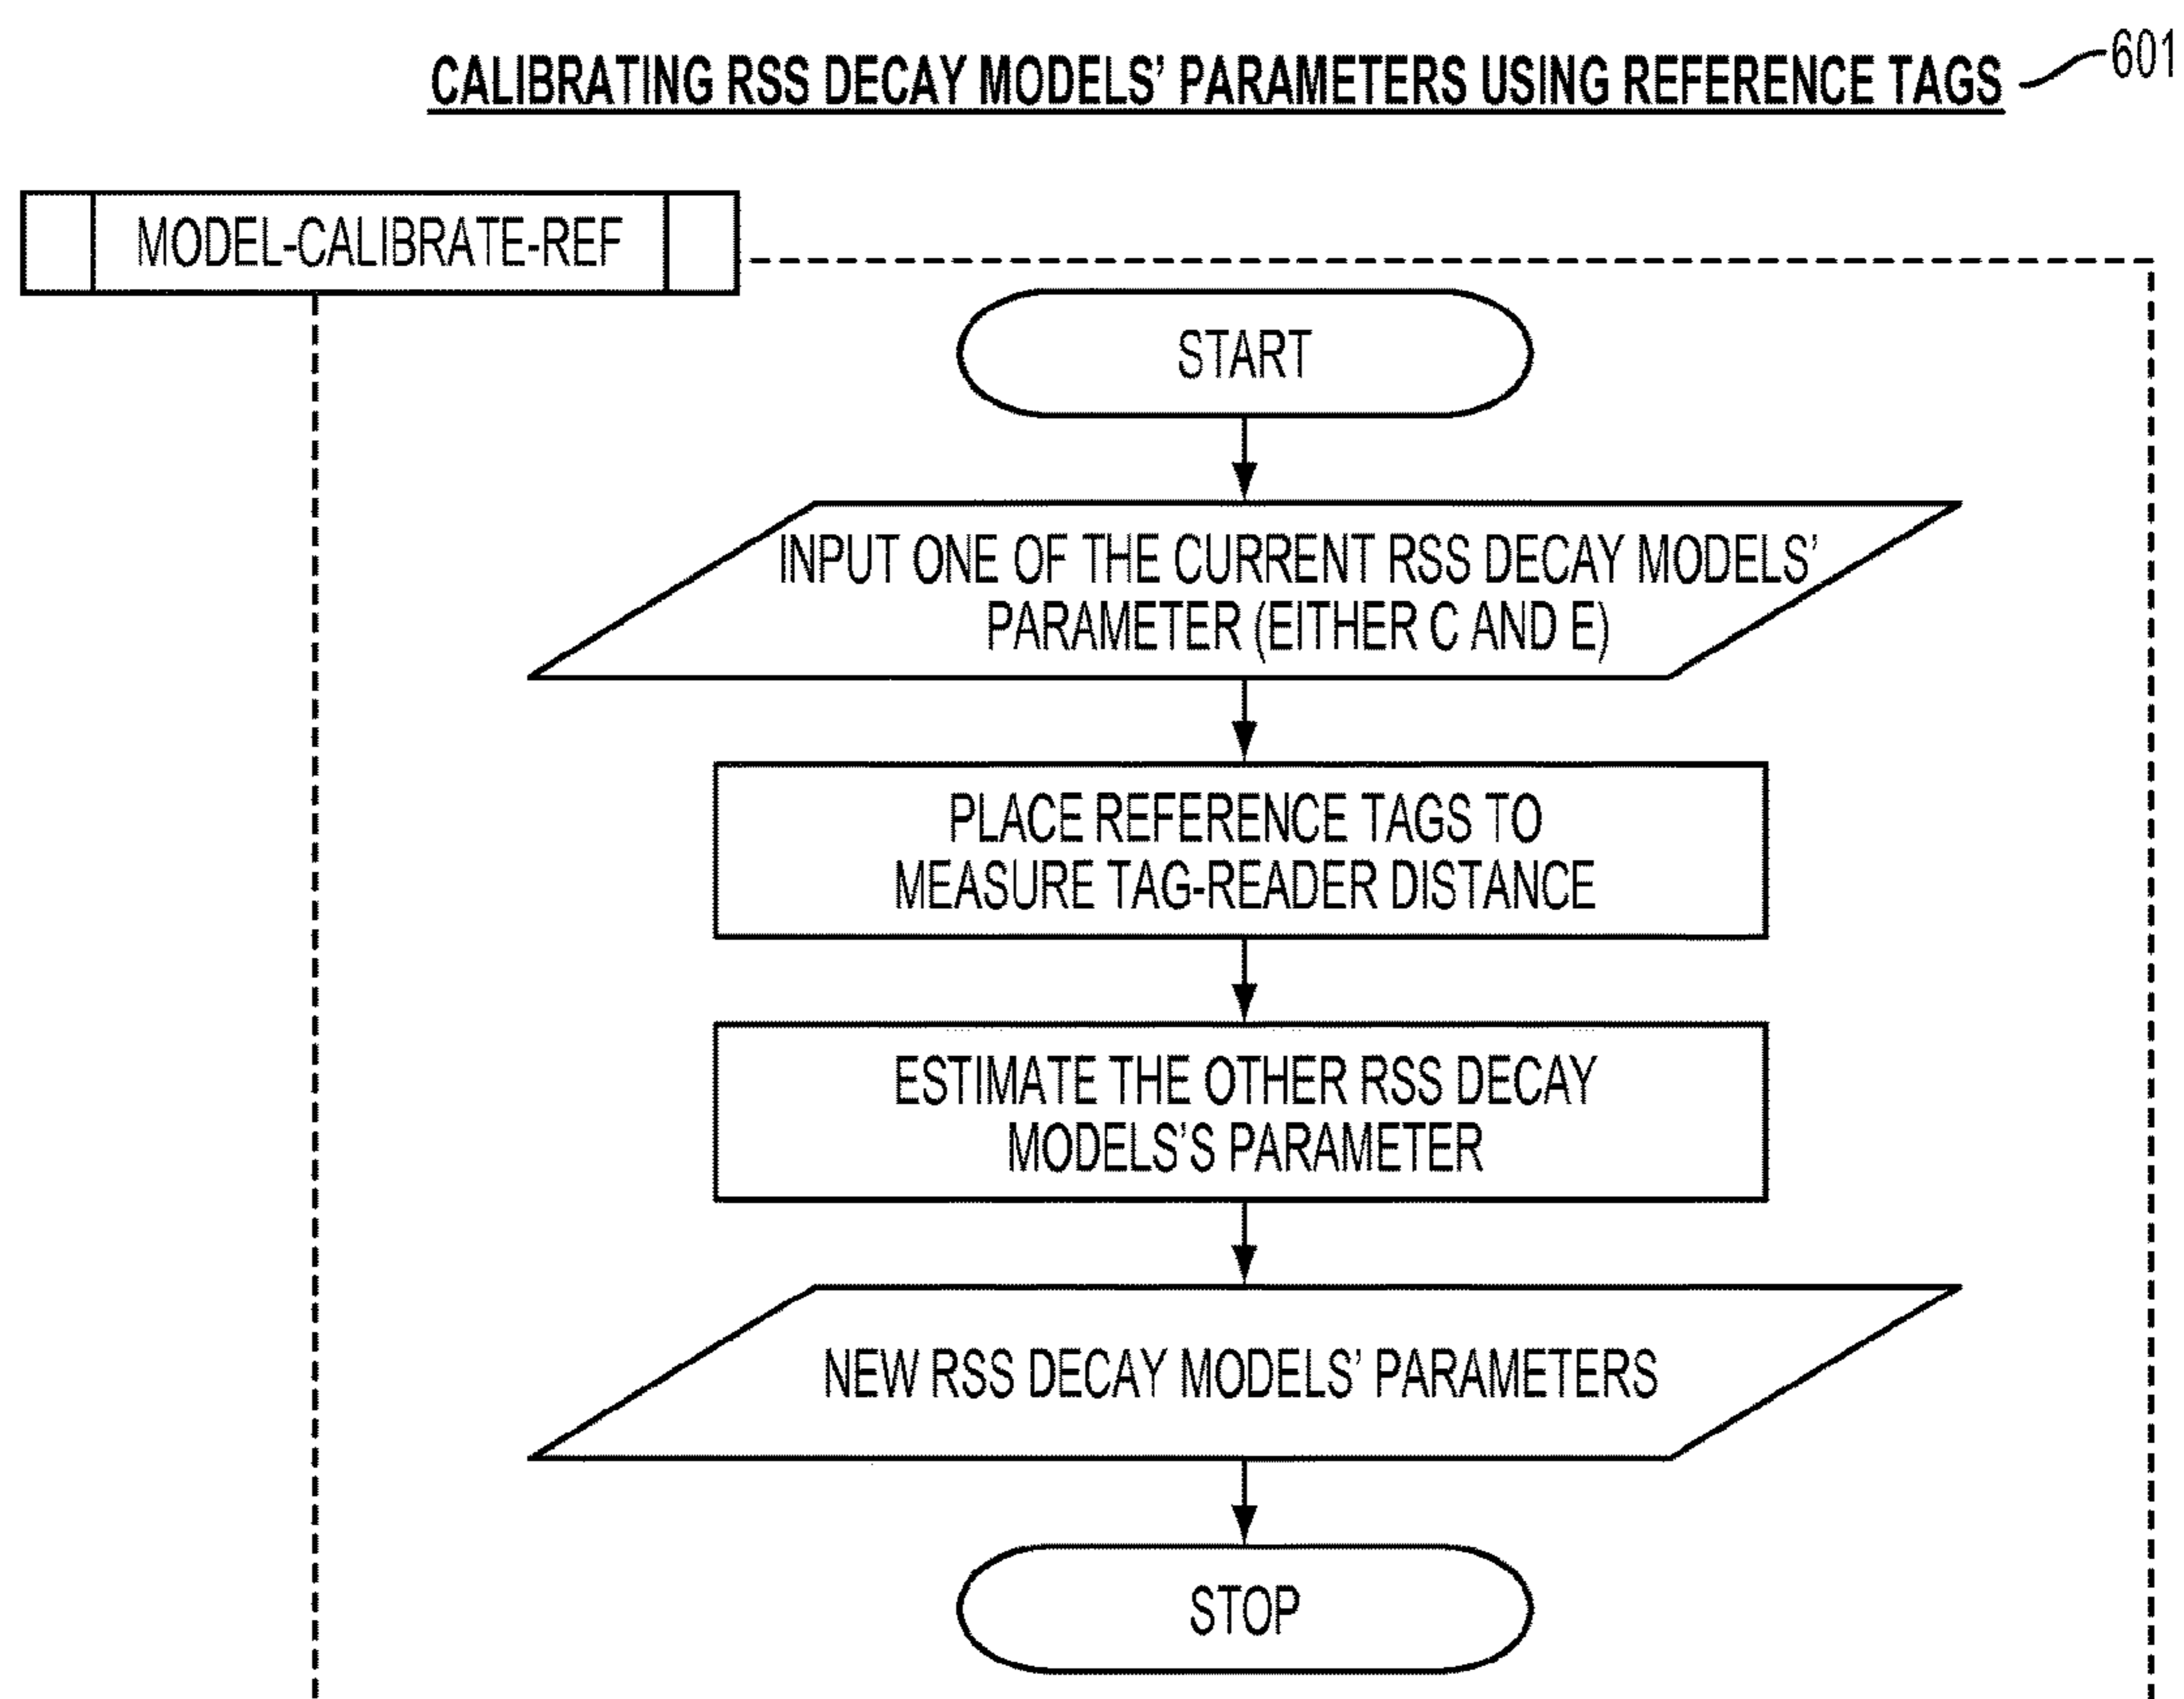 CALIBRATING RSS DECAY MODELS' PARAMETERS USING REFERENCE TAGS
601
MODEL-CALIBRATE-REF
START
INPUT ONE OF THE CURRENT RSS DECAY MODELS'
PARAMETER (EITHER C AND E)
PLACE REFERENCE TAGS TO
MEASURE TAG-READER DISTANCE
ESTIMATE THE OTHER RSS DECAY
MODELS'S PARAMETER
NEW RSS DECAY MODELS' PARAMETERS
STOP